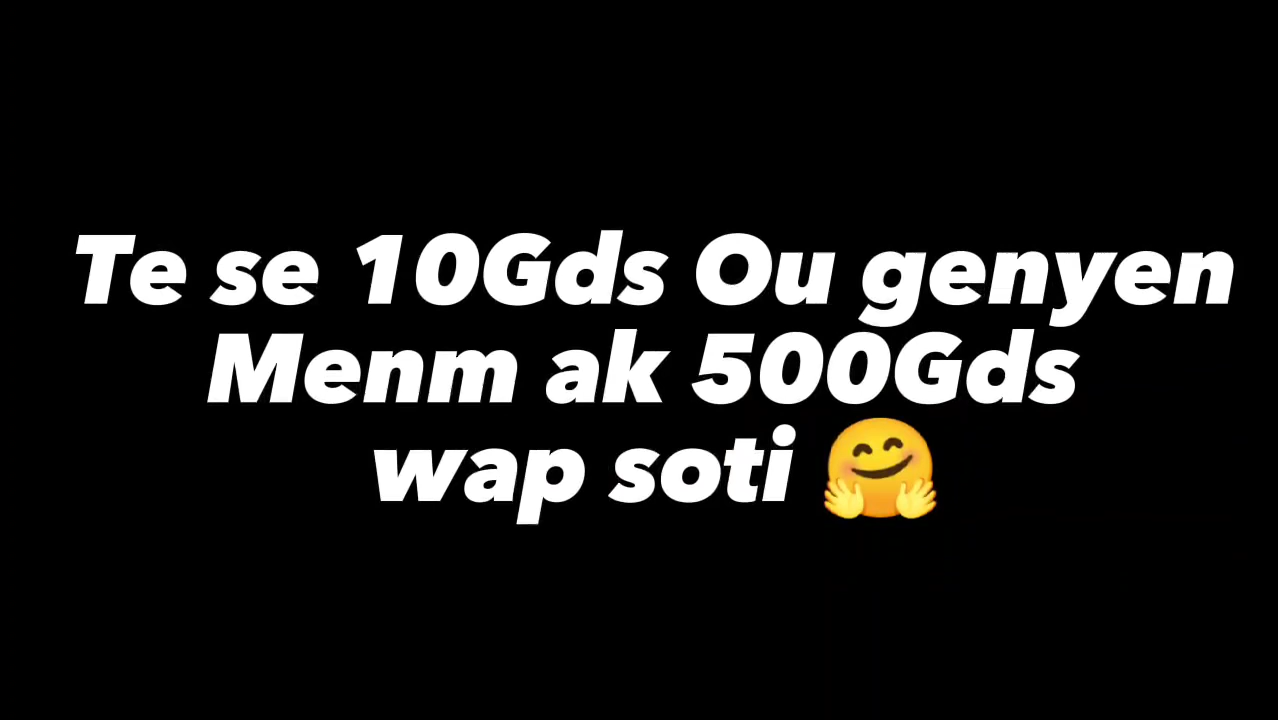 Te se 10Gds Ou genyen
Menm ak 500Gds
wap soti 🤗